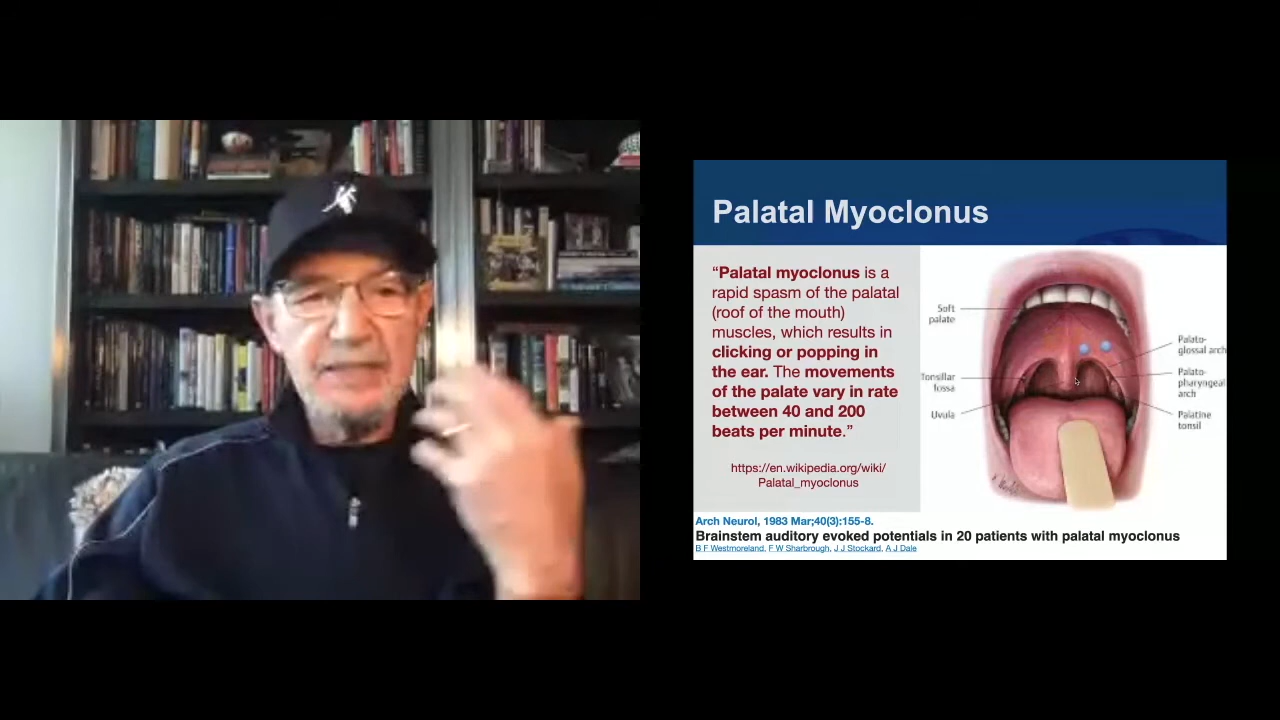 Palatal Myoclonus
“Palatal myoclonus is a
rapid spasm of the palatal
(roof of the mouth)
muscles, which results in
clicking or popping in
the ear. The movements
of the palate vary in rate
between 40 and 200
beats per minute.”
https://en.wikipedia.org/wiki/
Palatal_myoclonus
Soft
palate
Tonsillar
fossa
Uvula
Palato-
glossal arch
Palato-
pharyngeal
arch
Palatine
tonsil
Arch Neurol, 1983 Mar;40(3):155-8.
Brainstem auditory evoked potentials in 20 patients with palatal myoclonus
B F Westmoreland, F W Sharbrough, J J Stockard, A J Dale